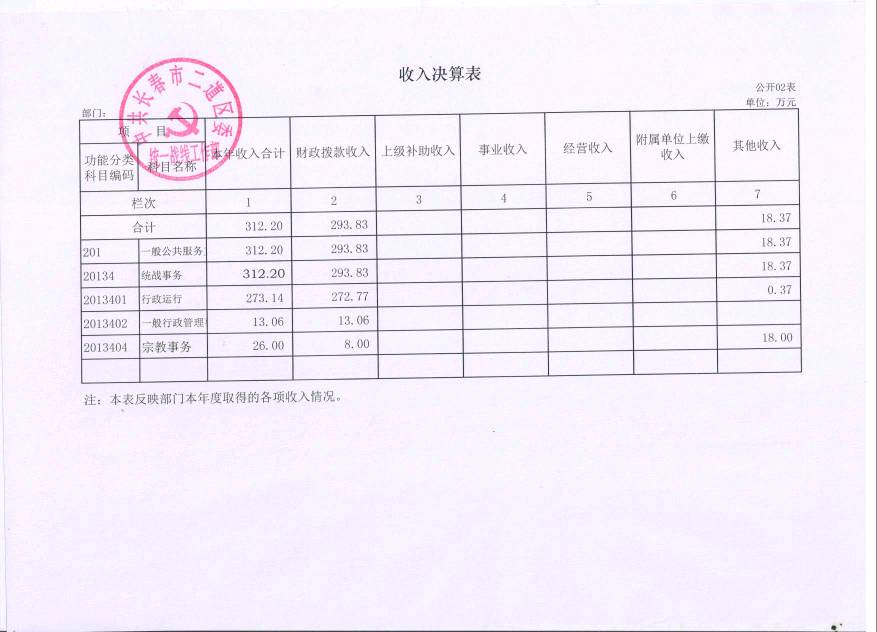 收入决算表
公开02表
部门：
单位：万元
中共长春市二道区委
统一战线工作部
项 目
本年收入合计 财政拨款收入 上级补助收入 事业收入 经营收入 附属单位上缴收入 其他收入
功能分类科目编码 科目名称
栏次 1 2 3 4 5 6 7
合计 312.20 293.83 18.37
201 一般公共服务 312.20 293.83 18.37
20134 统战事务 312.20 293.83 18.37
2013401 行政运行 273.14 272.77 0.37
2013402 一般行政管理 13.06 13.06
2013404 宗教事务 26.00 8.00 18.00
注：本表反映部门本年度取得的各项收入情况。